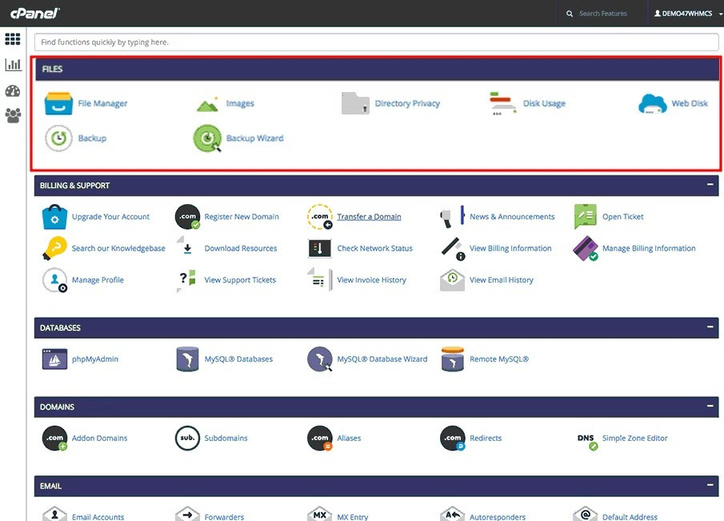 cPanel
Search Features
DEMO47WHMCS
Find functions quickly by typing here.
FILES
File Manager
Images
Directory Privacy
Disk Usage
Web Disk
Backup
Backup Wizard
BILLING & SUPPORT
Upgrade Your Account
.com
Register New Domain
.com
Transfer a Domain
News & Announcements
Open Ticket
Search our Knowledgebase
Download Resources
Check Network Status
View Billing Information
Manage Billing Information
Manage Profile
View Support Tickets
View Invoice History
View Email History
DATABASES
phpMyAdmin
MySQL® Databases
MySQL® Database Wizard
Remote MySQL®
DOMAINS
.com
Addon Domains
sub.
Subdomains
.com
Aliases
.com
Redirects
DNS
Simple Zone Editor
EMAIL
Email Accounts
Forwarders
MX
MX Entry
A
Autoresponders
@
Default Address